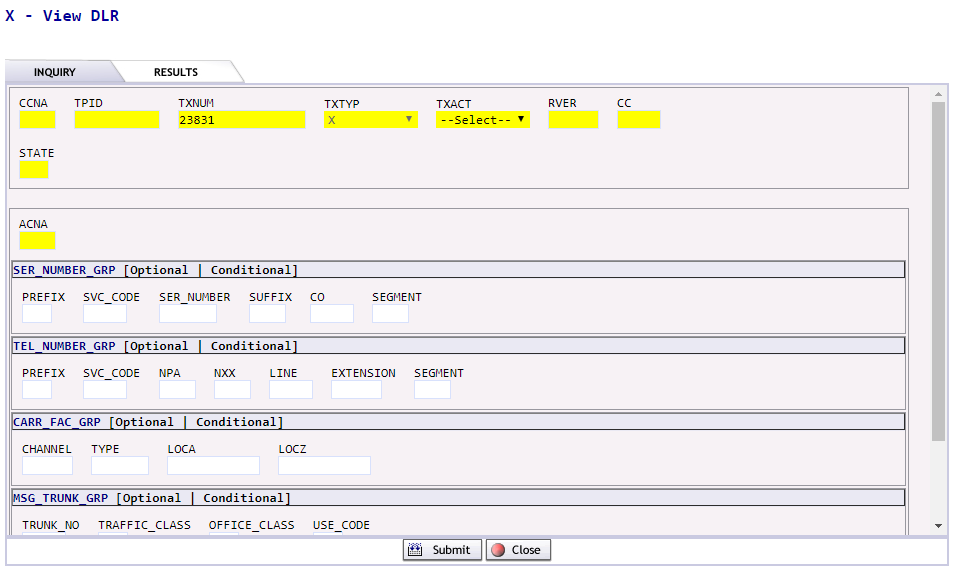 X - View DLR
INQUIRY RESULTS
CCNA TPID TXNUM TXTYP TXACT RVER CC
23831 X --Select--
STATE
ACNA
SER_NUMBER_GRP [Optional | Conditional]
PREFIX SVC_CODE SER_NUMBER SUFFIX CO SEGMENT
TEL_NUMBER_GRP [Optional | Conditional]
PREFIX SVC_CODE NPA NXX LINE EXTENSION SEGMENT
CARR_FAC_GRP [Optional | Conditional]
CHANNEL TYPE LOCA LOCZ
MSG_TRUNK_GRP [Optional | Conditional]
TRUNK_NO TRAFFIC_CLASS OFFICE_CLASS USE_CODE
Submit Close